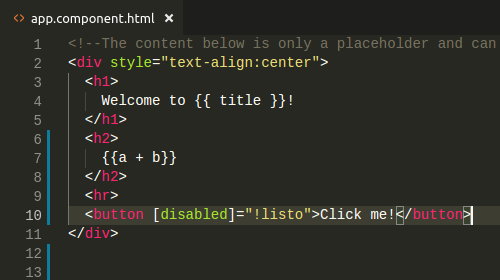 <> app.component.html ×
1 <!--The content below is only a placeholder and can
2 <div style="text-align:center">
3 <h1>
4 Welcome to {{ title }}!
5 </h1>
6 <h2>
7 {{a + b}}
8 </h2>
9 <hr>
10 <button [disabled]="!listo">Click me!</button>
11 </div>
12
13